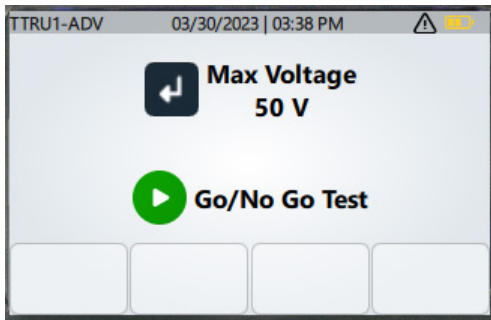 TTRU1-ADV 03/30/2023 | 03:38 PM
Max Voltage
50 V
Go/No Go Test